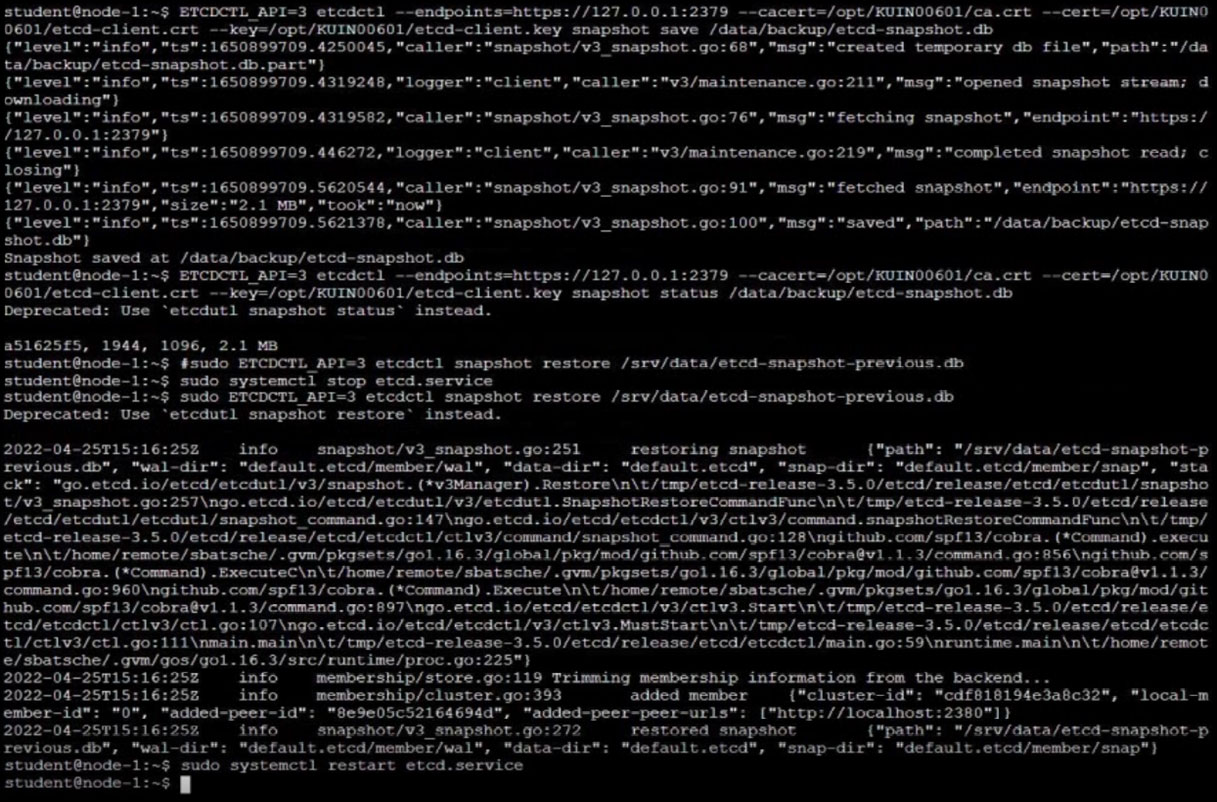 student@node-1:~$ ETCDCTL_API=3 etcdctl --endpoints=https://127.0.0.1:2379 --cacert=/opt/KUIN00601/ca.crt --cert=/opt/KUIN0
0601/etcd-client.crt --key=/opt/KUIN00601/etcd-client.key snapshot save /data/backup/etcd-snapshot.db
{"level":"info","ts":1650899709.4250045,"caller":"snapshot/v3_snapshot.go:68","msg":"created temporary db file","path":"/da
ta/backup/etcd-snapshot.db.part"}
{"level":"info","ts":1650899709.4319248,"logger":"client","caller":"v3/maintenance.go:211","msg":"opened snapshot stream; d
ownloading"}
{"level":"info","ts":1650899709.4319582,"caller":"snapshot/v3_snapshot.go:76","msg":"fetching snapshot","endpoint":"https:/
/127.0.0.1:2379"}
{"level":"info","ts":1650899709.446272,"logger":"client","caller":"v3/maintenance.go:219","msg":"completed snapshot read; c
losing"}
{"level":"info","ts":1650899709.5620544,"caller":"snapshot/v3_snapshot.go:91","msg":"fetched snapshot","endpoint":"https://
127.0.0.1:2379","size":"2.1 MB","took":"now"}
{"level":"info","ts":1650899709.5621378,"caller":"snapshot/v3_snapshot.go:100","msg":"saved","path":"/data/backup/etcd-snap
shot.db"}
Snapshot saved at /data/backup/etcd-snapshot.db
student@node-1:~$ ETCDCTL_API=3 etcdctl --endpoints=https://127.0.0.1:2379 --cacert=/opt/KUIN00601/ca.crt --cert=/opt/KUIN0
0601/etcd-client.crt --key=/opt/KUIN00601/etcd-client.key snapshot status /data/backup/etcd-snapshot.db
Deprecated: Use `etcdutl snapshot status` instead.
a51625f5, 1944, 1096, 2.1 MB
student@node-1:~$ #sudo ETCDCTL_API=3 etcdctl snapshot restore /srv/data/etcd-snapshot-previous.db
student@node-1:~$ sudo systemctl stop etcd.service
student@node-1:~$ sudo ETCDCTL_API=3 etcdctl snapshot restore /srv/data/etcd-snapshot-previous.db
Deprecated: Use `etcdutl snapshot restore` instead.
2022-04-25T15:16:25Z    info    snapshot/v3_snapshot.go:251     restoring snapshot      {"path": "/srv/data/etcd-snapshot-p
revious.db", "wal-dir": "default.etcd/member/wal", "data-dir": "default.etcd", "snap-dir": "default.etcd/member/snap", "sta
ck": "go.etcd.io/etcd/etcdutl/v3/snapshot.(*v3Manager).Restore\n\t/tmp/etcd-release-3.5.0/etcd/release/etcd/etcdutl/snapsho
t/v3_snapshot.go:257\ngo.etcd.io/etcd/etcdutl/v3/etcdutl.SnapshotRestoreCommandFunc\n\t/tmp/etcd-release-3.5.0/etcd/release
/etcd/etcdutl/etcdutl/snapshot_command.go:147\ngo.etcd.io/etcd/etcdctl/v3/ctlv3/command.snapshotRestoreCommandFunc\n\t/tmp/
etcd-release-3.5.0/etcd/release/etcd/etcdctl/ctlv3/command/snapshot_command.go:128\ngithub.com/spf13/cobra.(*Command).execu
te\n\t/home/remote/sbatsche/.gvm/pkgsets/go1.16.3/global/pkg/mod/github.com/spf13/cobra@v1.1.3/command.go:856\ngithub.com/s
pf13/cobra.(*Command).ExecuteC\n\t/home/remote/sbatsche/.gvm/pkgsets/go1.16.3/global/pkg/mod/github.com/spf13/cobra@v1.1.3/
command.go:960\ngithub.com/spf13/cobra.(*Command).Execute\n\t/home/remote/sbatsche/.gvm/pkgsets/go1.16.3/global/pkg/mod/git
hub.com/spf13/cobra@v1.1.3/command.go:897\ngo.etcd.io/etcd/etcdctl/v3/ctlv3.Start\n\t/tmp/etcd-release-3.5.0/etcd/release/e
tcd/etcdctl/ctlv3/ctl.go:107\ngo.etcd.io/etcd/etcdctl/v3/ctlv3.MustStart\n\t/tmp/etcd-release-3.5.0/etcd/release/etcd/etcdc
tl/ctlv3/ctl.go:111\nmain.main\n\t/tmp/etcd-release-3.5.0/etcd/release/etcd/etcdctl/main.go:59\nruntime.main\n\t/home/remot
e/sbatsche/.gvm/gos/go1.16.3/src/runtime/proc.go:225"}
2022-04-25T15:16:25Z    info    membership/store.go:119 Trimming membership information from the backend...
2022-04-25T15:16:25Z    info    membership/cluster.go:393       added member    {"cluster-id": "cdf818194e3a8c32", "local-m
ember-id": "0", "added-peer-id": "8e9e05c52164694d", "added-peer-peer-urls": ["http://localhost:2380"]}
2022-04-25T15:16:25Z    info    snapshot/v3_snapshot.go:272     restored snapshot       {"path": "/srv/data/etcd-snapshot-p
revious.db", "wal-dir": "default.etcd/member/wal", "data-dir": "default.etcd", "snap-dir": "default.etcd/member/snap"}
student@node-1:~$ sudo systemctl restart etcd.service
student@node-1:~$